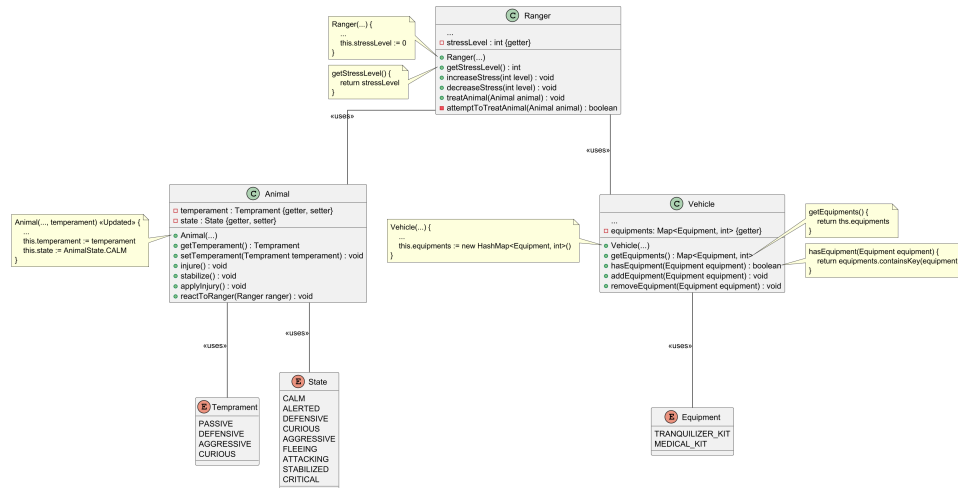 Ranger(...) {
...
this.stressLevel := 0
}
getStressLevel() {
return stressLevel
}
C Ranger
...
stressLevel : int {getter}
Ranger(...)
getStressLevel() : int
increaseStress(int level) : void
decreaseStress(int level) : void
treatAnimal(Animal animal) : void
attemptToTreatAnimal(Animal animal) : boolean
«uses»
«uses»
Animal(..., temperament) «Updated» {
...
this.temperament := temperament
this.state := AnimalState.CALM
}
C Animal
temperament : Temprament {getter, setter}
state : State {getter, setter}
Animal(...)
getTemperament() : Temprament
setTemperament(Temprament temperament) : void
injure() : void
stabilize() : void
applyInjury() : void
reactToRanger(Ranger ranger) : void
Vehicle(...) {
...
this.equipments := new HashMap<Equipment, int>()
}
C Vehicle
...
equipments: Map<Equipment, int> {getter}
Vehicle(...)
getEquipments() : Map<Equipment, int>
hasEquipment(Equipment equipment) : boolean
addEquipment(Equipment equipment) : void
removeEquipment(Equipment equipment) : void
getEquipments() {
return ths.equipments
}
hasEquipment(Equipment equipment) {
return equipments.containsKey(equipment
}
«uses»
«uses»
«uses»
E Temprament
PASSIVE
DEFENSIVE
AGGRESSIVE
CURIOUS
E State
CALM
ALERTED
DEFENSIVE
CURIOUS
AGGRESSIVE
FLEEING
ATTACKING
STABILIZED
CRITICAL
E Equipment
TRANQUILIZER_KIT
MEDICAL_KIT